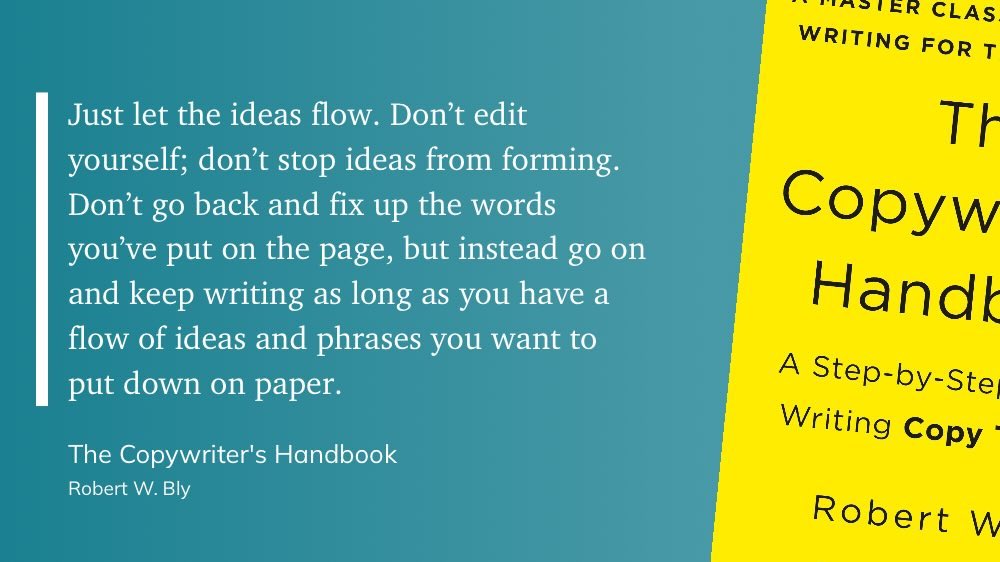 Just let the ideas flow. Don’t edit
yourself; don’t stop ideas from forming.
Don’t go back and fix up the words
you’ve put on the page, but instead go on
and keep writing as long as you have a
flow of ideas and phrases you want to
put down on paper.
The Copywriter's Handbook
Robert W. Bly
A MASTER CLAS
WRITING FOR T
Th
Copyw
Handb
A Step-by-Step
Writing Copy T
Robert W